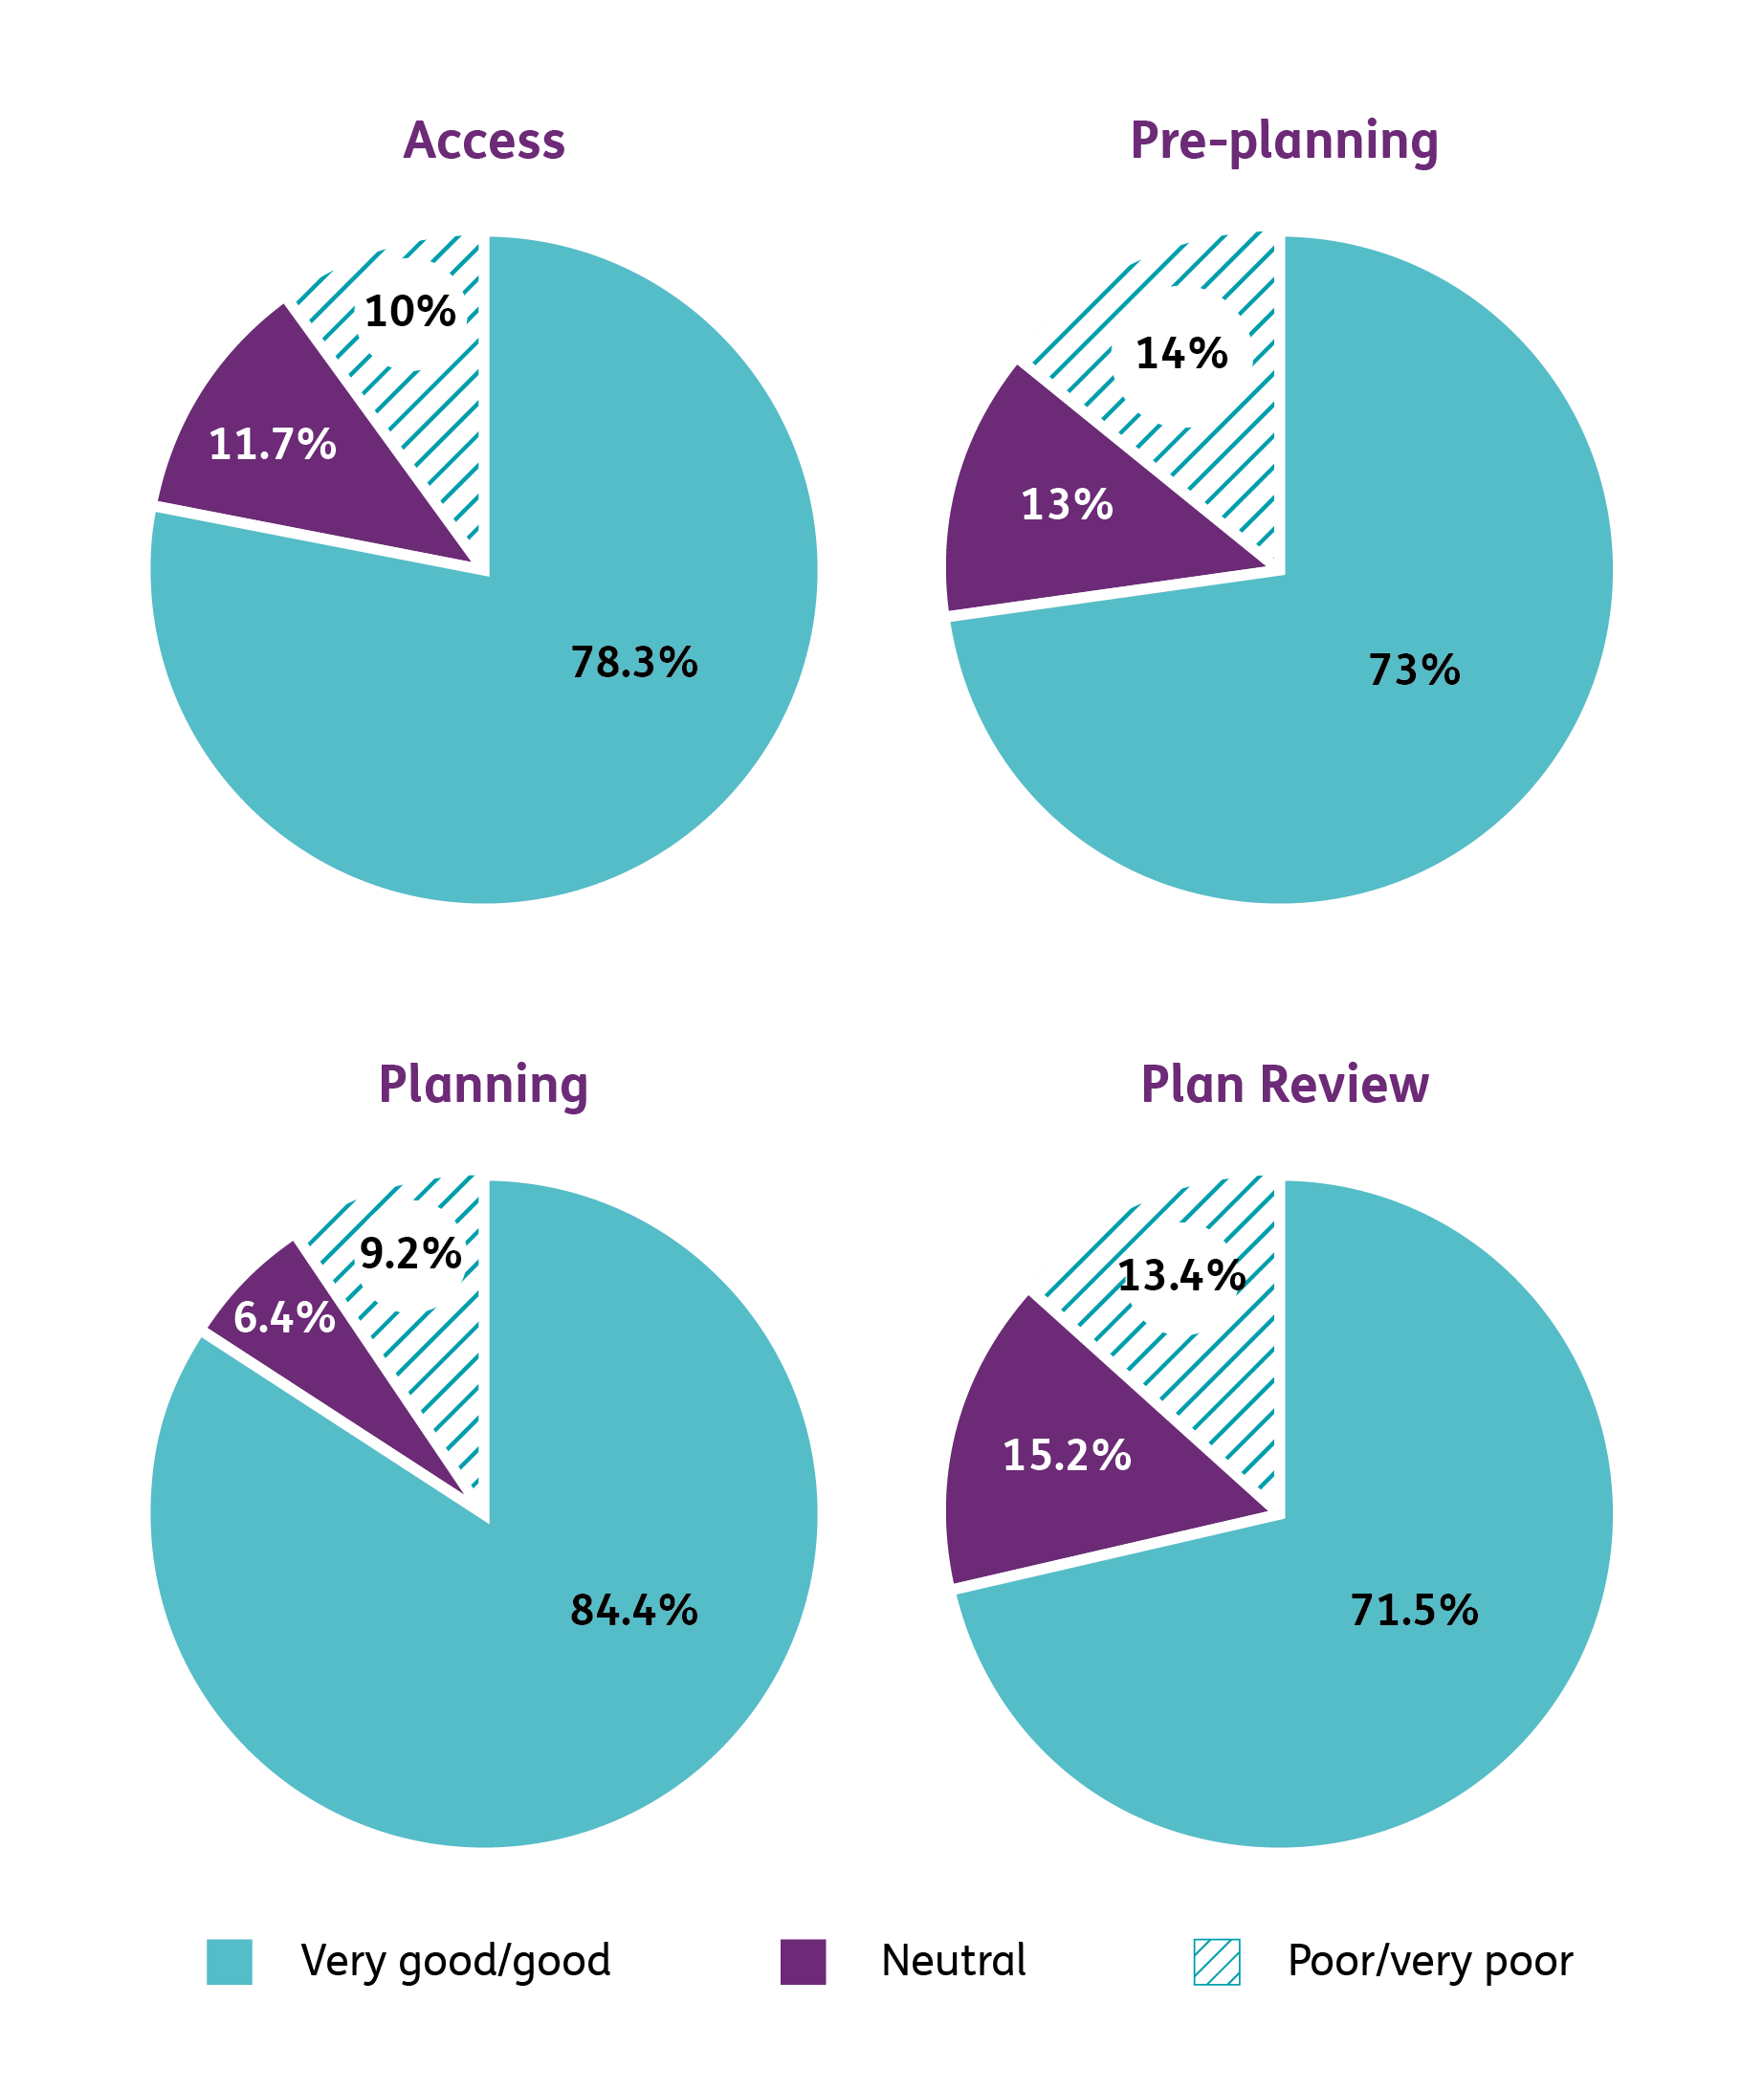 Access
Pre-planning
10%
14%
11.7%
13%
78.3%
73%
Planning
Plan Review
9.2%
13.4%
6.4%
15.2%
84.4%
71.5%
Very good/good
Neutral
Poor/very poor